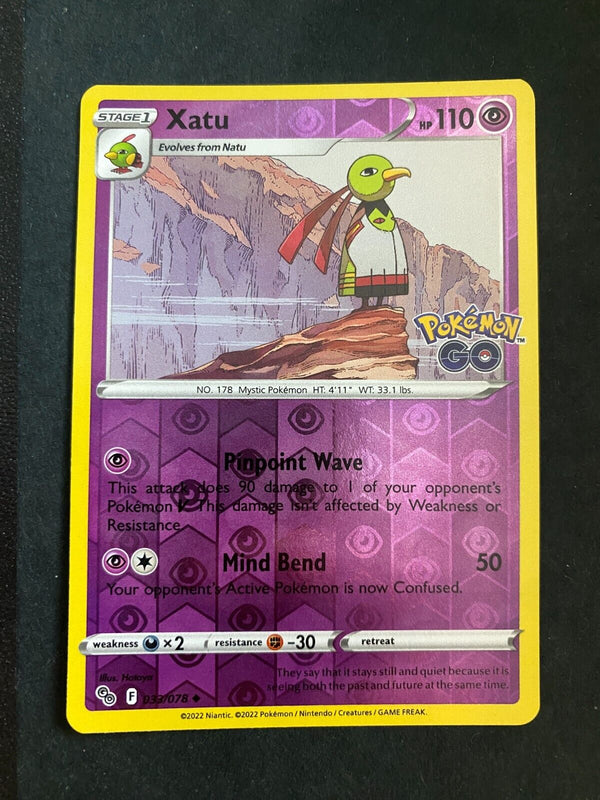 STAGE1 Xatu HP 110
Evolves from Natu
Pokémon GO™
NO. 178 Mystic Pokémon HT: 4'11" WT: 33.1 lbs.
Pinpoint Wave
This attack does 90 damage to 1 of your opponent's
Pokémon V. This damage isn't affected by Weakness or
Resistance.
Mind Bend 50
Your opponent's Active Pokémon is now Confused.
weakness ×2 resistance -30 retreat
Illus. Hataya
They say that it stays still and quiet because it is
seeing both the past and future at the same time.
GO F 033/078
©2022 Niantic. ©2022 Pokémon / Nintendo / Creatures / GAME FREAK.